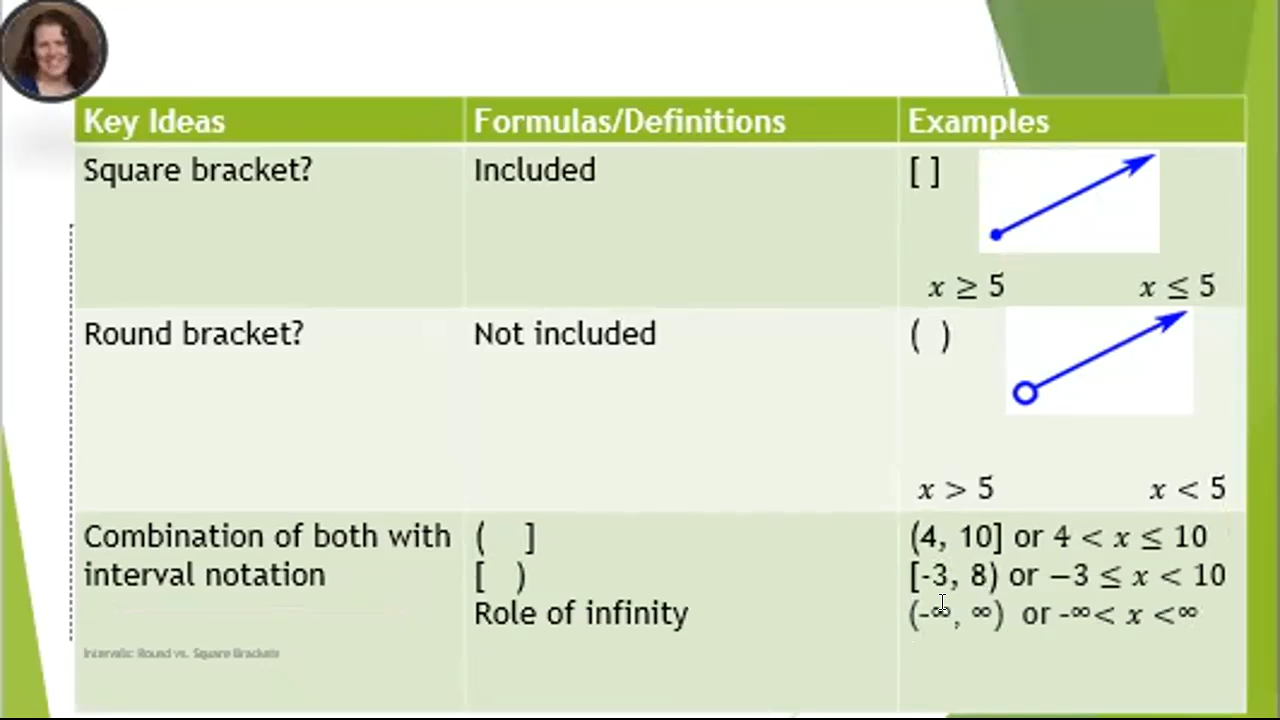 Key Ideas Formulas/Definitions Examples
Square bracket? Included [ ]
x ≥ 5 x ≤ 5
Round bracket? Not included ( )
x > 5 x < 5
Combination of both with ( ] (4, 10] or 4 < x ≤ 10
interval notation [ ) [-3, 8) or −3 ≤ x < 10
Role of infinity (-∞, ∞) or -∞< x <∞
Intervals: Round vs. Square Brackets